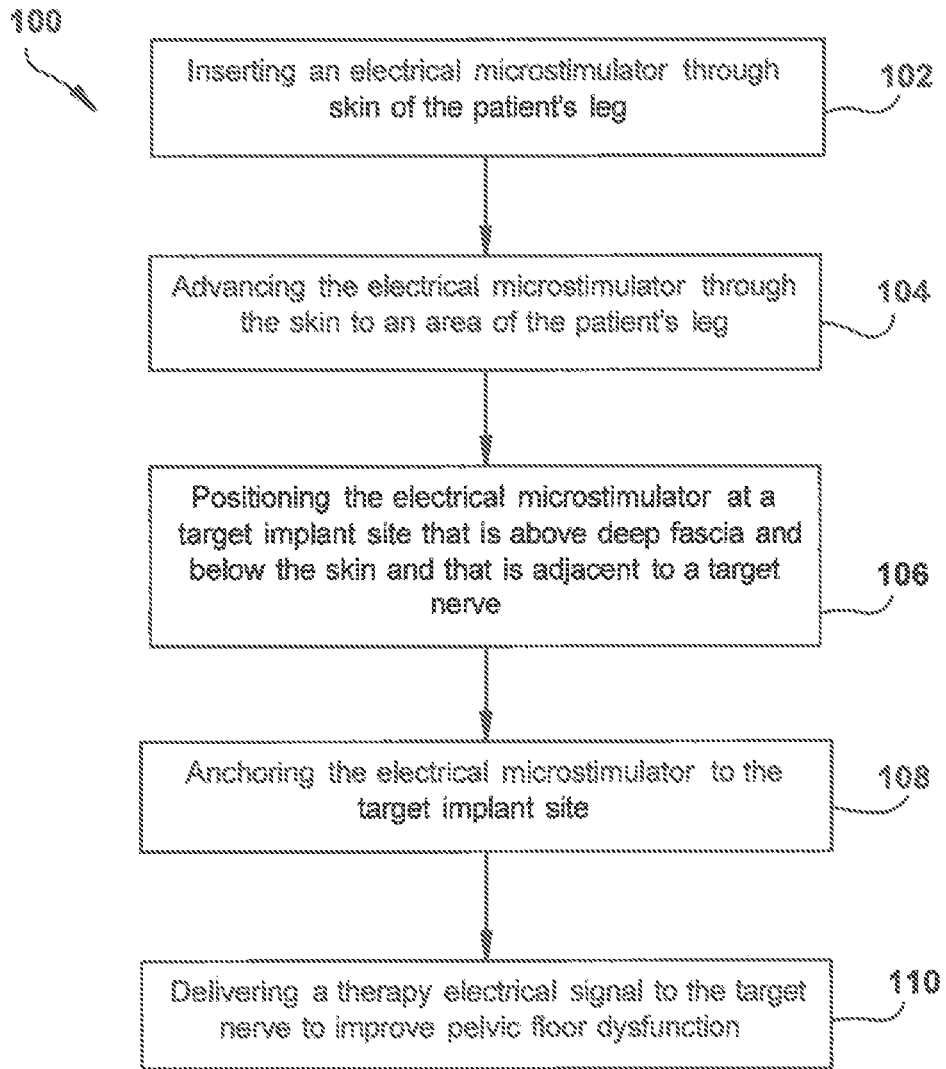 100
Inserting an electrical microstimulator through
skin of the patient's leg
102
Advancing the electrical microstimulator through
the skin to an area of the patient's leg
104
Positioning the electrical microstimulator at a
target implant site that is above deep fascia and
below the skin and that is adjacent to a target
nerve
106
Anchoring the electrical microstimulator to the
target implant site
108
Delivering a therapy electrical signal to the target
nerve to improve pelvic floor dysfunction
110